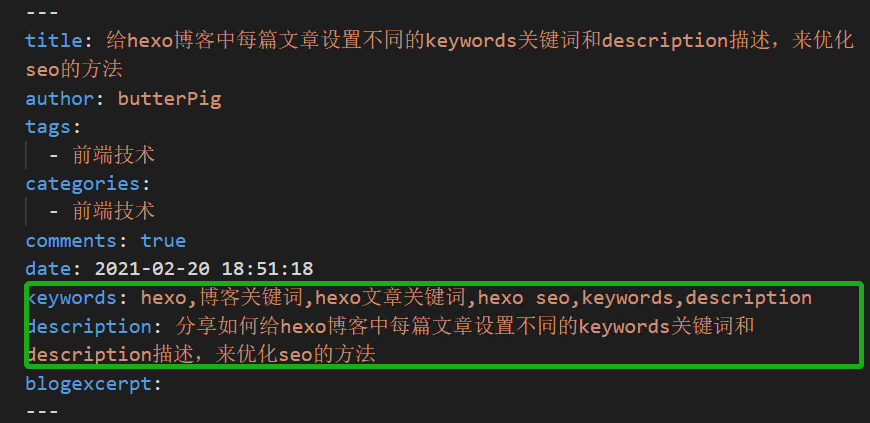 ---
title: 给hexo博客中每篇文章设置不同的keywords关键词和description描述，来优化
seo的方法
author: butterPig
tags:
- 前端技术
categories:
- 前端技术
comments: true
date: 2021-02-20 18:51:18
keywords: hexo,博客关键词,hexo文章关键词,hexo seo,keywords,description
description: 分享如何给hexo博客中每篇文章设置不同的keywords关键词和
description描述，来优化seo的方法
blogexcerpt:
---